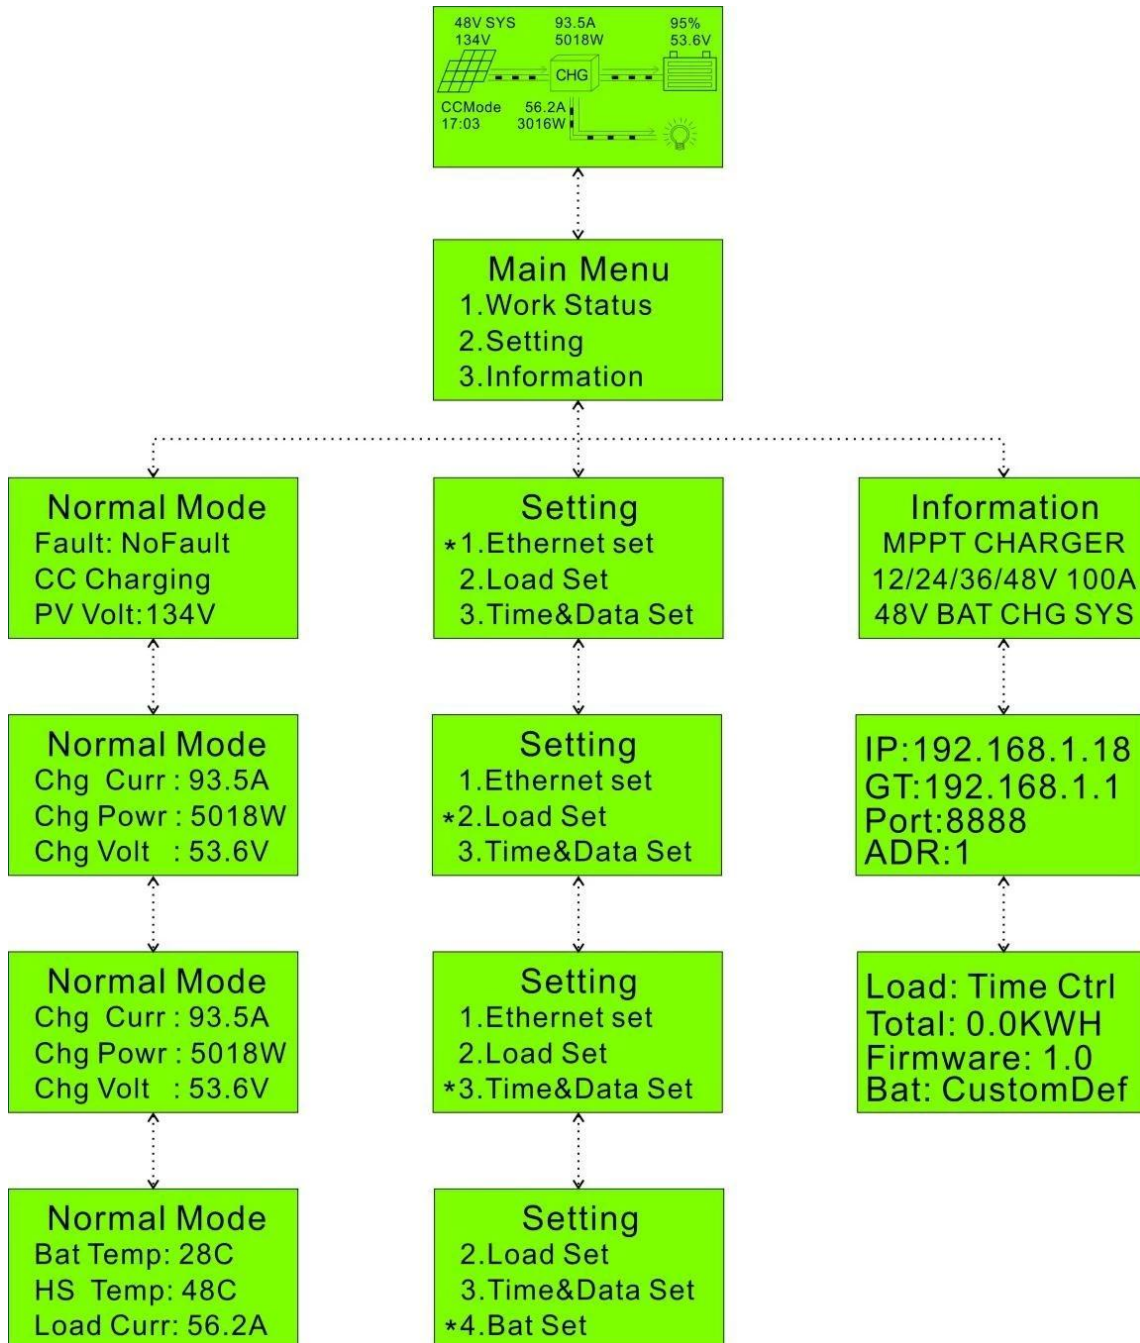 48V SYS 93.5A 95%
134V 5018W 53.6V
CHG
CCMode 56.2A
17:03 3016W
Main Menu
1.Work Status
2.Setting
3.Information
Normal Mode
Fault: NoFault
CC Charging
PV Volt:134V
Normal Mode
Chg Curr : 93.5A
Chg Powr : 5018W
Chg Volt : 53.6V
Normal Mode
Chg Curr : 93.5A
Chg Powr : 5018W
Chg Volt : 53.6V
Normal Mode
Bat Temp: 28C
HS Temp: 48C
Load Curr: 56.2A
Setting
*1.Ethernet set
2.Load Set
3.Time&Data Set
Setting
1.Ethernet set
*2.Load Set
3.Time&Data Set
Setting
1.Ethernet set
2.Load Set
*3.Time&Data Set
Setting
2.Load Set
3.Time&Data Set
*4.Bat Set
Information
MPPT CHARGER
12/24/36/48V 100A
48V BAT CHG SYS
IP:192.168.1.18
GT:192.168.1.1
Port:8888
ADR:1
Load: Time Ctrl
Total: 0.0KWH
Firmware: 1.0
Bat: CustomDef